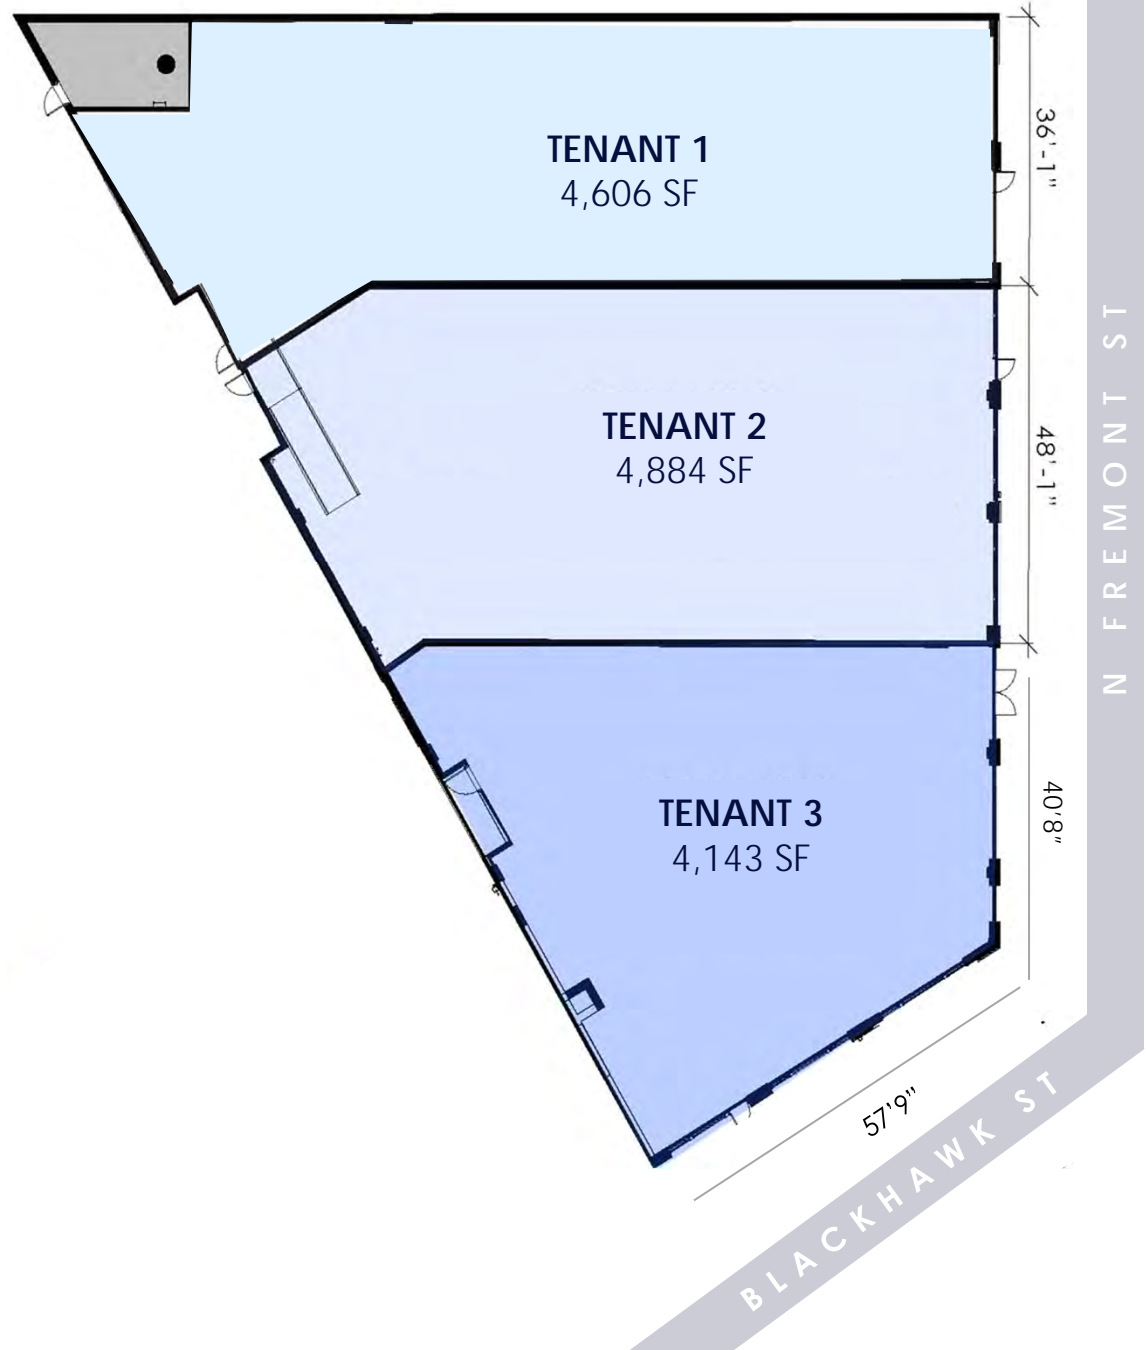 TENANT 1
4,606 SF
36'-1"
TENANT 2
4,884 SF
48'-1"
N FREMONT ST
TENANT 3
4,143 SF
40'8"
57'9"
BLACKHAWK ST